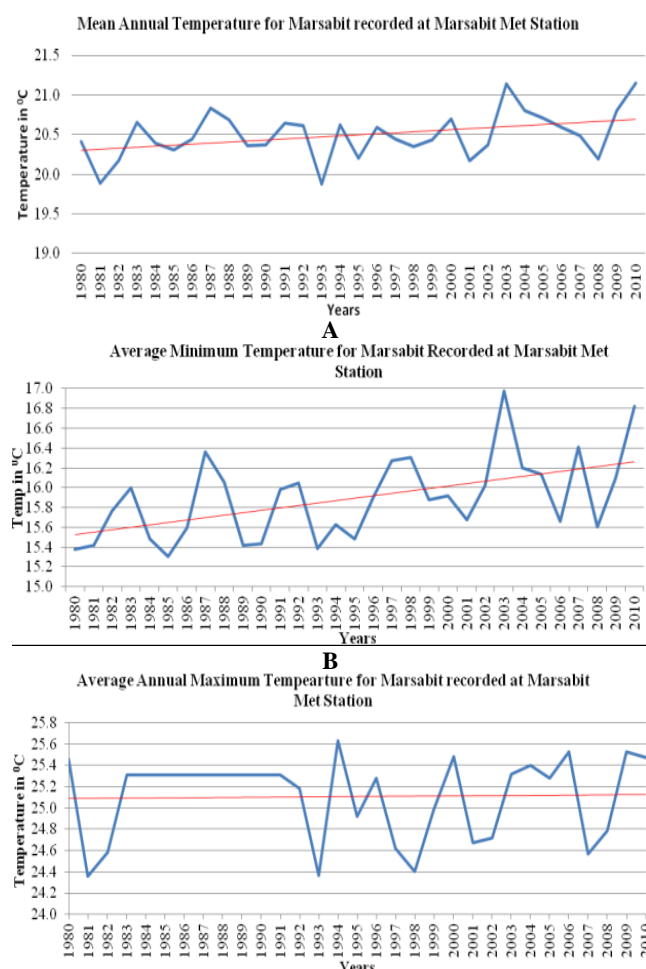 Mean Annual Temperature for Marsabit recorded at Marsabit Met Station
Temperature in ⁰C
21.5
21.0
20.5
20.0
19.5
19.0
1980 1981 1982 1983 1984 1985 1986 1987 1988 1989 1990 1991 1992 1993 1994 1995 1996 1997 1998 1999 2000 2001 2002 2003 2004 2005 2006 2007 2008 2009 2010
Years
A
Average Minimum Temperature for Marsabit Recorded at Marsabit Met
Station
Temp in ⁰C
17.0
16.8
16.6
16.4
16.2
16.0
15.8
15.6
15.4
15.2
15.0
1980 1981 1982 1983 1984 1985 1986 1987 1988 1989 1990 1991 1992 1993 1994 1995 1996 1997 1998 1999 2000 2001 2002 2003 2004 2005 2006 2007 2008 2009 2010
Years
B
Average Annual Maximum Tempearture for Marsabit recorded at Marsabit
Met Station
Temperature in ⁰C
25.8
25.6
25.4
25.2
25.0
24.8
24.6
24.4
24.2
24.0
1980 1981 1982 1983 1984 1985 1986 1987 1988 1989 1990 1991 1992 1993 1994 1995 1996 1997 1998 1999 2000 2001 2002 2003 2004 2005 2006 2007 2008 2009 2010
Years